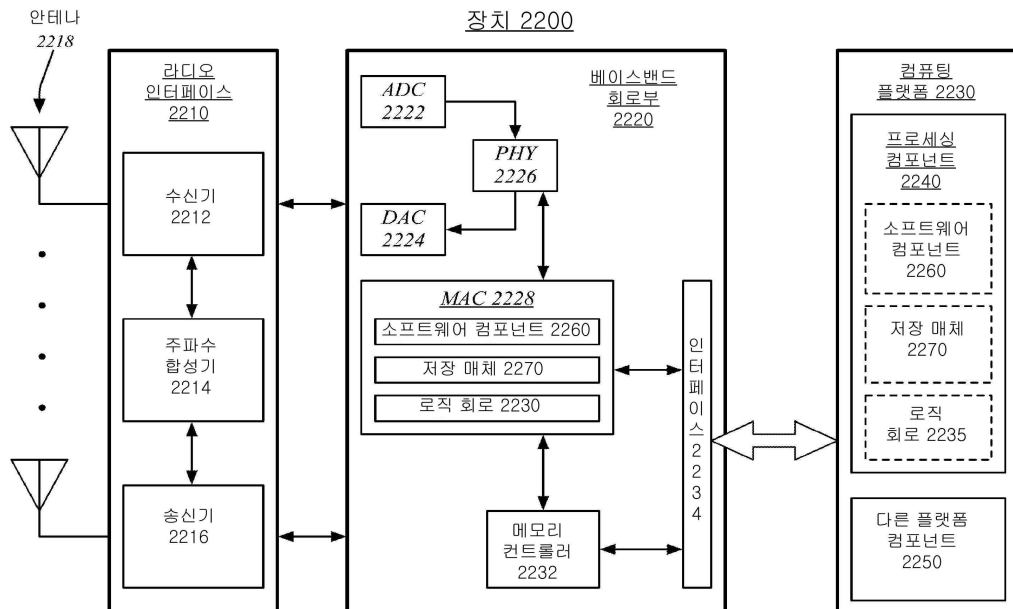 장치 2200
안테나
2218
라디오
인터페이스
2210
수신기
2212
주파수
합성기
2214
송신기
2216
베이스밴드
회로부
2220
ADC
2222
PHY
2226
DAC
2224
MAC 2228
소프트웨어 컴포넌트 2260
저장 매체 2270
로직 회로 2230
메모리
컨트롤러
2232
인터페이스2234
컴퓨팅
플랫폼 2230
프로세싱
컴포넌트
2240
소프트웨어
컴포넌트
2260
저장 매체
2270
로직
회로 2235
다른 플랫폼
컴포넌트
2250